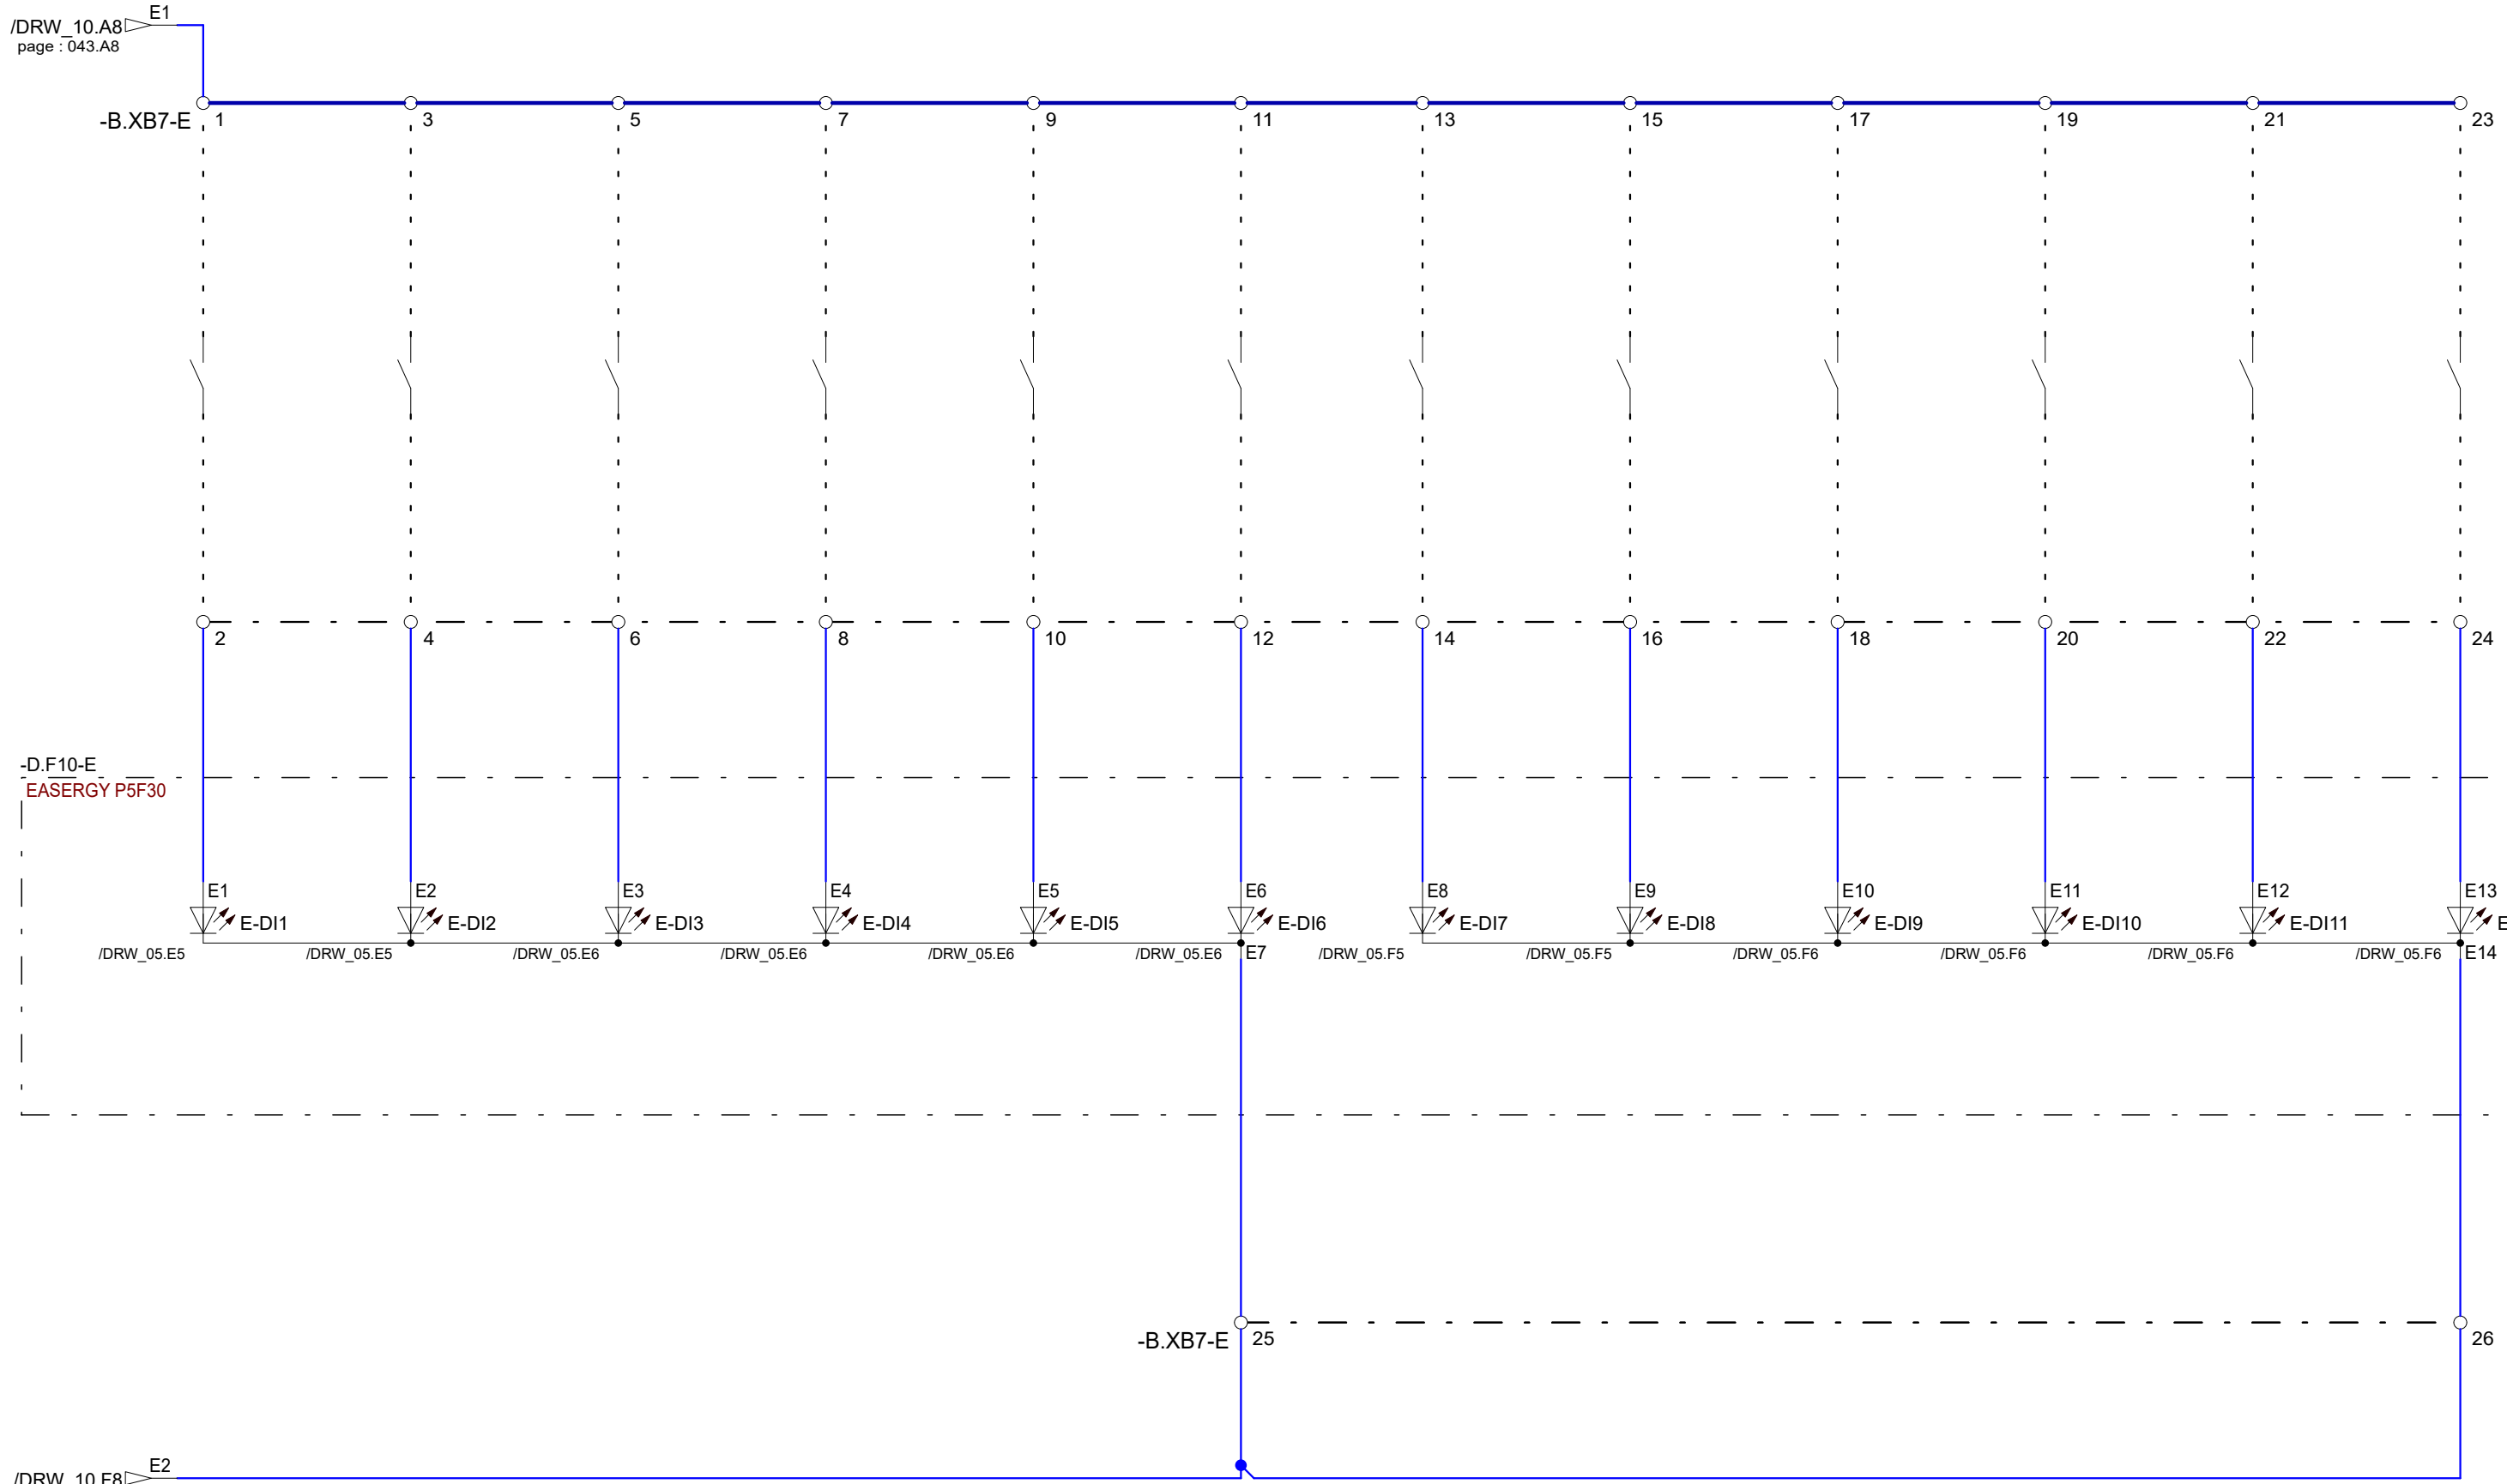 E1
/DRW_10.A8
page : 043.A8
-B.XB7-E 1 3 5 7 9 11 13 15 17 19 21 23
2 4 6 8 10 12 14 16 18 20 22 24
-D.F10-E
EASERGY P5F30
E1 E2 E3 E4 E5 E6 E8 E9 E10 E11 E12 E13
E-DI1 E-DI2 E-DI3 E-DI4 E-DI5 E-DI6 E-DI7 E-DI8 E-DI9 E-DI10 E-DI11 E
/DRW_05.E5 /DRW_05.E5 /DRW_05.E6 /DRW_05.E6 /DRW_05.E6 /DRW_05.E6 E7 /DRW_05.F5 /DRW_05.F5 /DRW_05.F6 /DRW_05.F6 /DRW_05.F6 /DRW_05.F6 E14
-B.XB7-E 25 26
E2
/DRW_10.F8